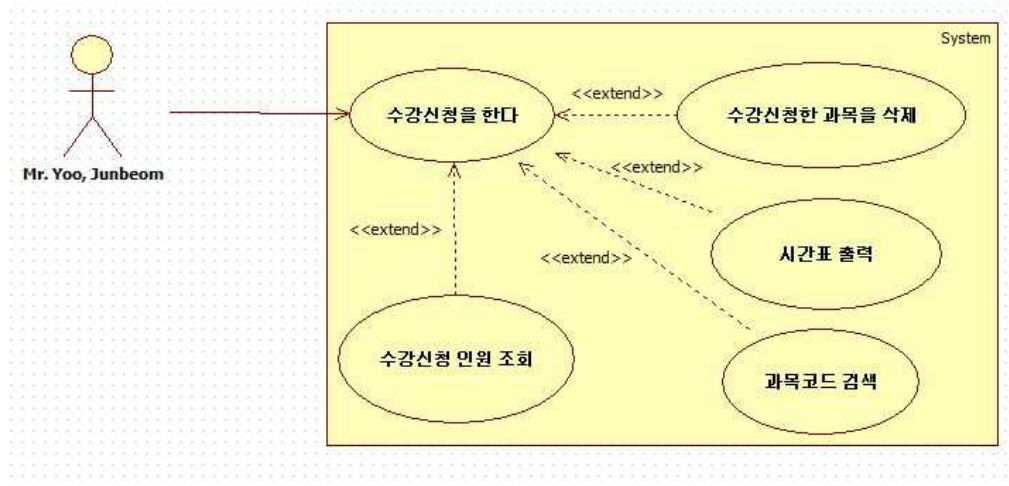 System
수강신청을 한다
<<extend>>
수강신청한 과목을 삭제
Mr. Yoo, Junbeom
<<extend>>
<<extend>>
시간표 출력
<<extend>>
수강신청 인원 조회
과목코드 검색